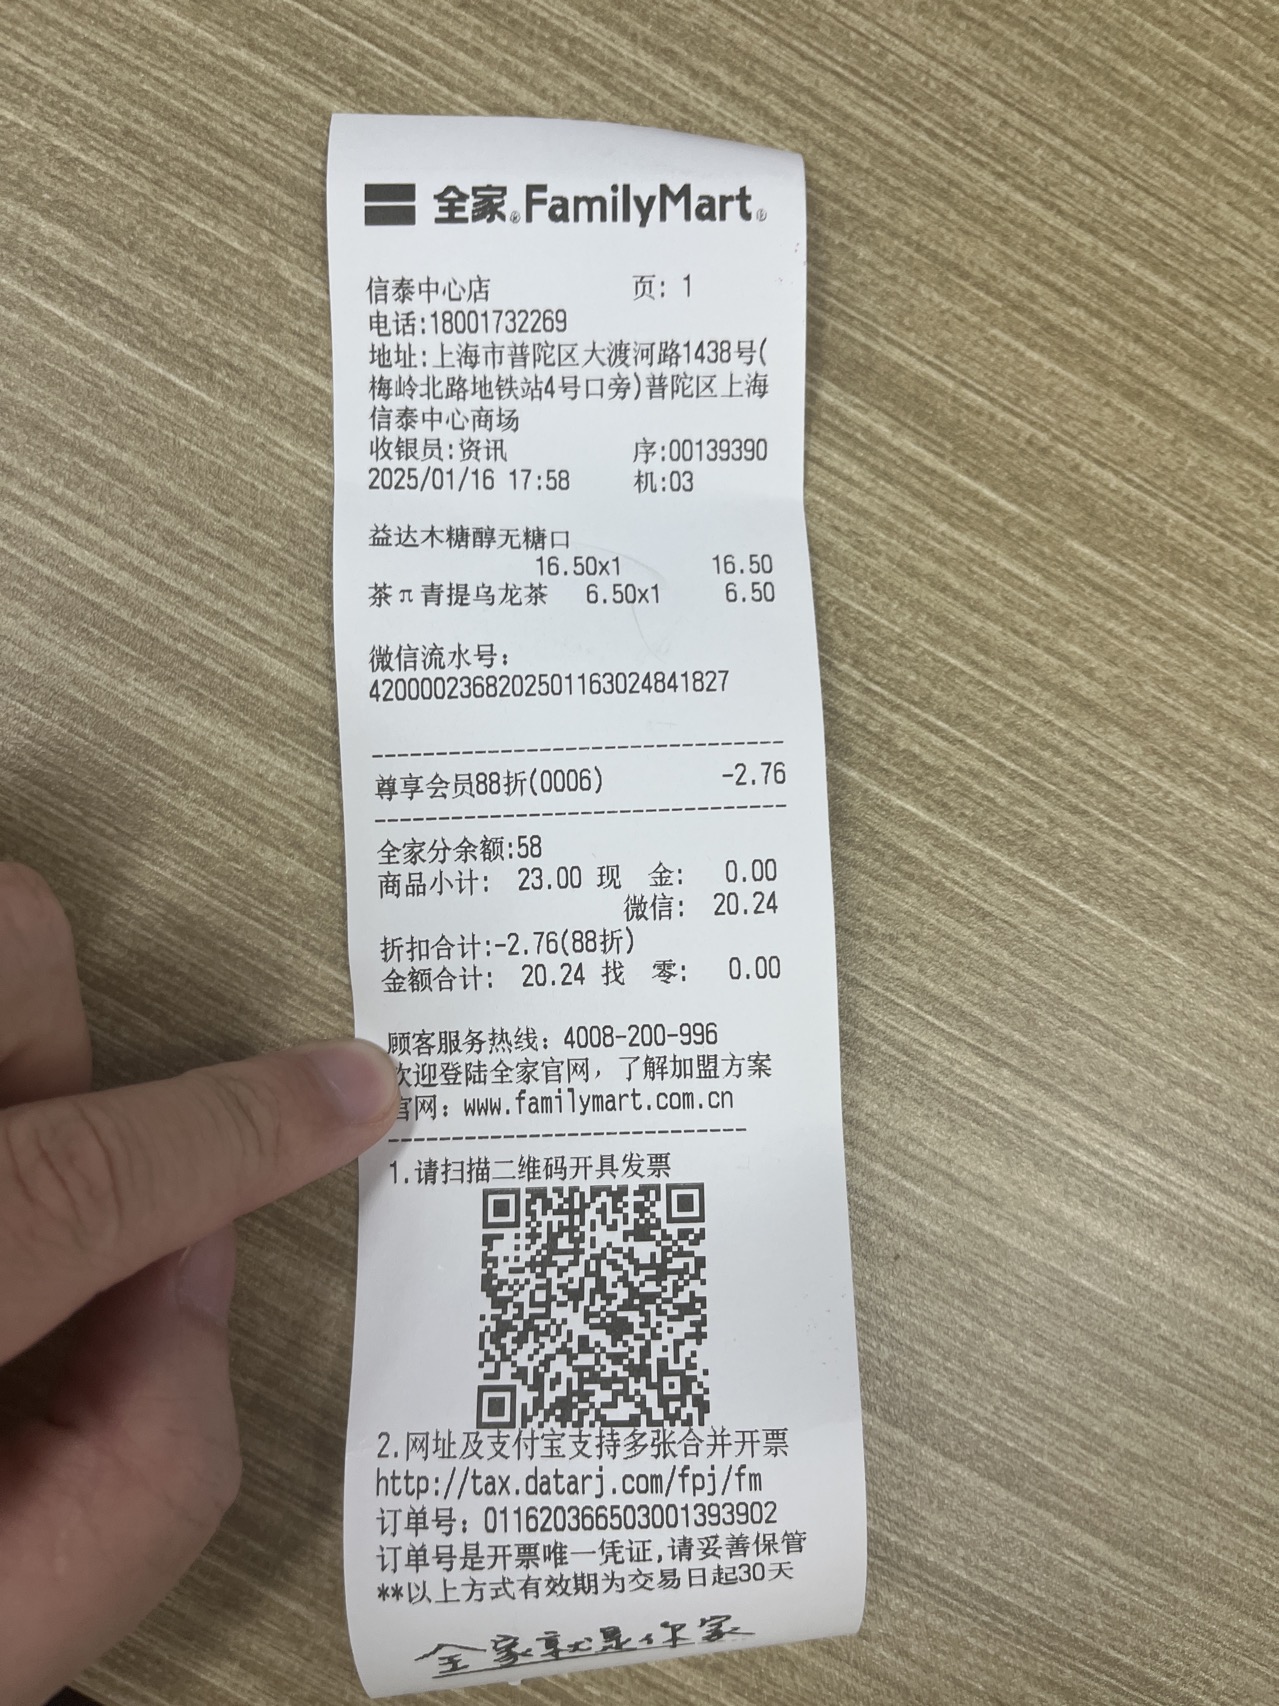 全家®FamilyMart®
信泰中心店 页: 1
电话:18001732269
地址:上海市普陀区大渡河路1438号(
梅岭北路地铁站4号口旁)普陀区上海
信泰中心商场
收银员:资讯 序:00139390
2025/01/16 17:58 机:03
益达木糖醇无糖口
16.50x1 16.50
茶π青提乌龙茶 6.50x1 6.50
微信流水号:
4200002368202501163024841827
尊享会员88折(0006) -2.76
全家分余额:58
商品小计: 23.00 现 金: 0.00
微信: 20.24
折扣合计:-2.76(88折)
金额合计: 20.24 找 零: 0.00
顾客服务热线: 4008-200-996
欢迎登陆全家官网,了解加盟方案
官网: www.familymart.com.cn
1.请扫描二维码开具发票
2.网址及支付宝支持多张合并开票
http://tax.datarj.com/fpj/fm
订单号: 011620366503001393902
订单号是开票唯一凭证,请妥善保管
**以上方式有效期为交易日起30天
全家就是你家